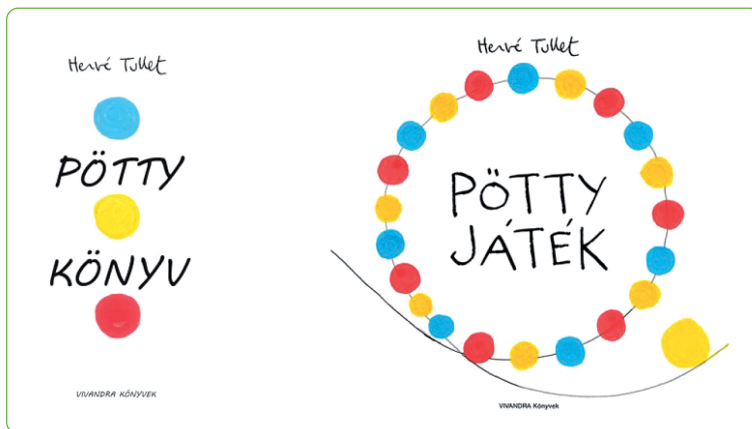 Hervé Tullet
PÖTTY
KÖNYV
VIVANDRA KÖNYVEK
Hervé Tullet
PÖTTY
JÁTÉK
VIVANDRA Könyvek